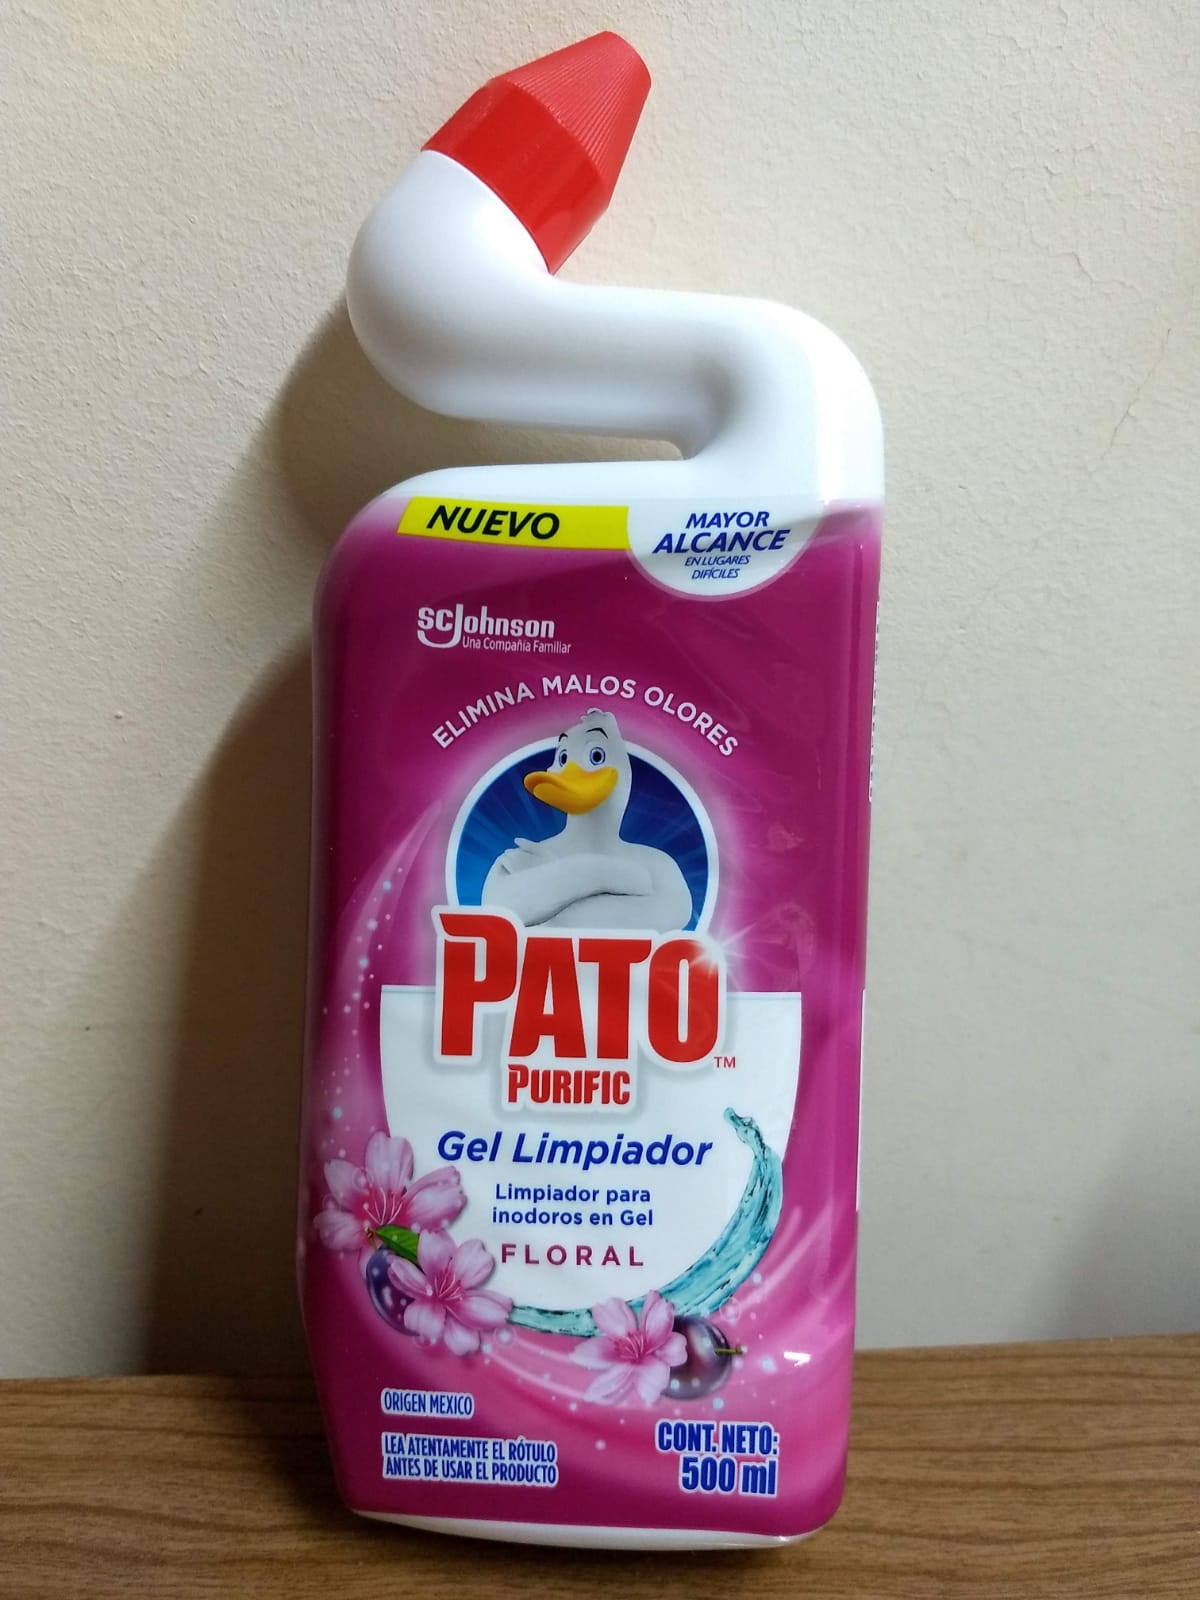 NUEVO
MAYOR
ALCANCE
EN LUGARES
DIFÍCILES
SCJohnson
Una Compañía Familiar
ELIMINA MALOS OLORES
PATO
TM
PURIFIC
Gel Limpiador
Limpiador para
inodoros en Gel
FLORAL
ORIGEN MEXICO
LEA ATENTAMENTE EL RÓTULO
ANTES DE USAR EL PRODUCTO
CONT. NETO:
500 ml